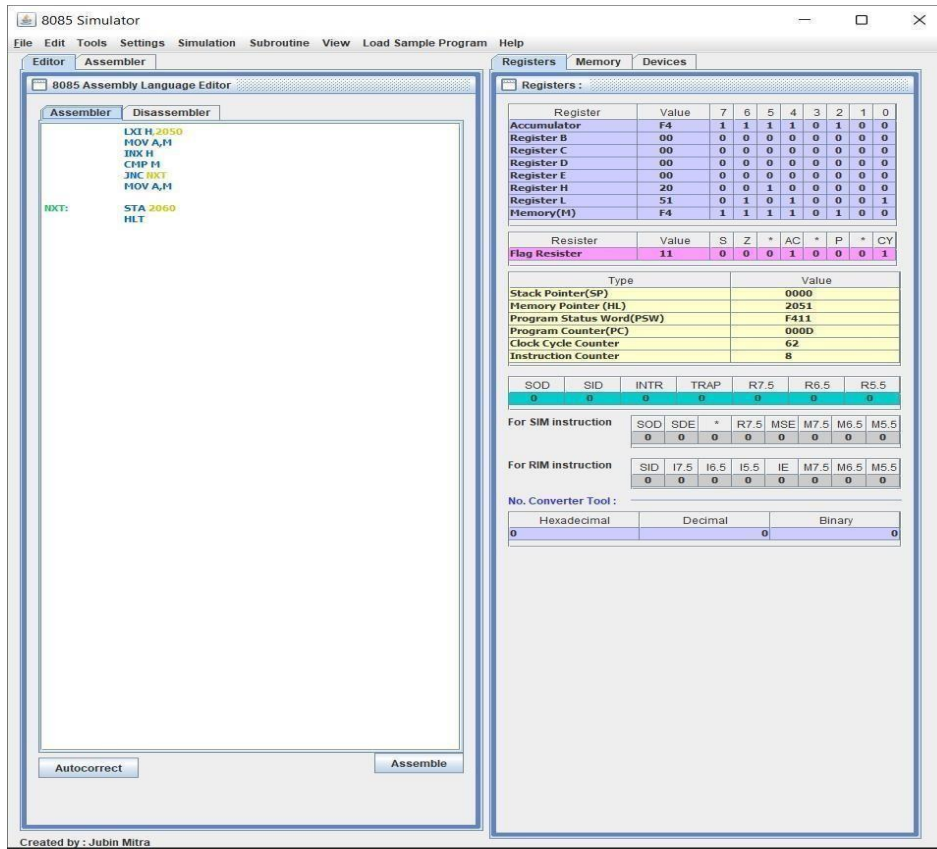 8085 Simulator
File Edit Tools Settings Simulation Subroutine View Load Sample Program Help
Editor Assembler
8085 Assembly Language Editor
Assembler Disassembler
LXI H,2050
MOV A,M
INX H
CMP M
JNC NXT
MOV A,M
NXT: STA 2060
HLT
Autocorrect
Assemble
Created by : Jubin Mitra
Registers Memory Devices
Registers :
Register Value 7 6 5 4 3 2 1 0
Accumulator F4 1 1 1 1 0 1 0 0
Register B 00 0 0 0 0 0 0 0 0
Register C 00 0 0 0 0 0 0 0 0
Register D 00 0 0 0 0 0 0 0 0
Register E 00 0 0 0 0 0 0 0 0
Register H 20 0 0 1 0 0 0 0 0
Register L 51 0 1 0 1 0 0 0 1
Memory(M) F4 1 1 1 1 0 1 0 0
Resister Value S Z * AC * P * CY
Flag Resister 11 0 0 0 1 0 0 0 1
Type Value
Stack Pointer(SP) 0000
Memory Pointer (HL) 2051
Program Status Word(PSW) F411
Program Counter(PC) 000D
Clock Cycle Counter 62
Instruction Counter 8
SOD SID INTR TRAP R7.5 R6.5 R5.5
0 0 0 0 0 0 0
For SIM instruction
SOD SDE * R7.5 MSE M7.5 M6.5 M5.5
0 0 0 0 0 0 0 0
For RIM instruction
SID I7.5 I6.5 I5.5 IE M7.5 M6.5 M5.5
0 0 0 0 0 0 0 0
No. Converter Tool :
Hexadecimal Decimal Binary
0 0 0